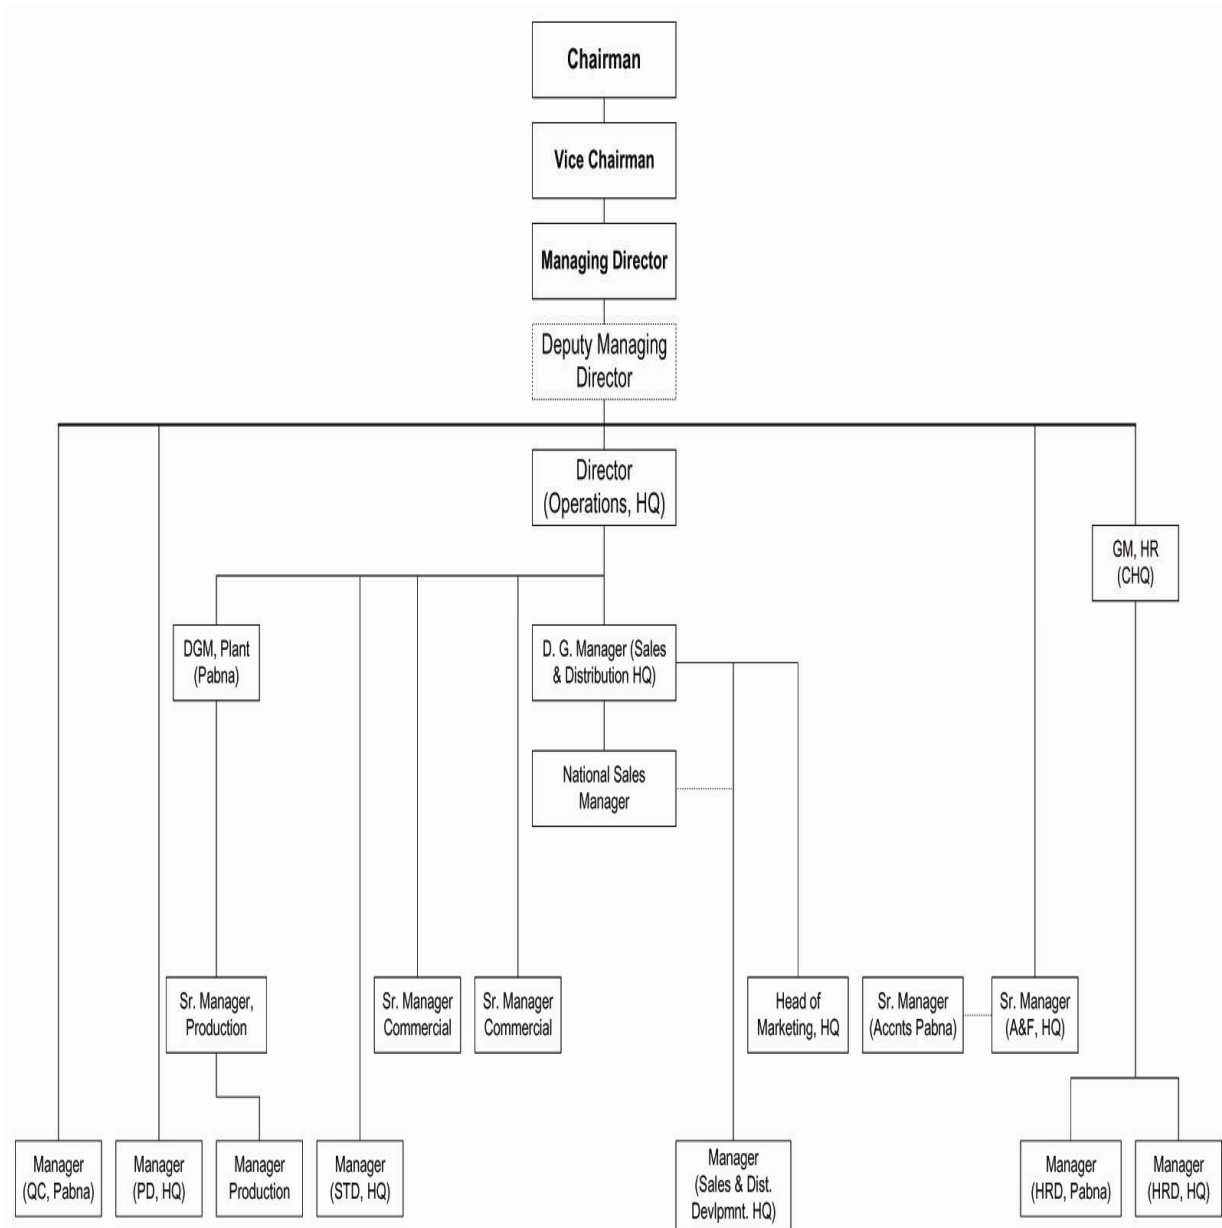 Chairman
Vice Chairman
Managing Director
Deputy Managing
Director
Director
(Operations, HQ)
GM, HR
(CHQ)
DGM, Plant
(Pabna)
D. G. Manager (Sales
& Distribution HQ)
National Sales
Manager
Sr. Manager,
Production
Sr. Manager
Commercial
Sr. Manager
Commercial
Head of
Marketing, HQ
Sr. Manager
(Accnts Pabna)
Sr. Manager
(A&F, HQ)
Manager
(QC, Pabna)
Manager
(PD, HQ)
Manager
Production
Manager
(STD, HQ)
Manager
(Sales & Dist.
Devlpmnt. HQ)
Manager
(HRD, Pabna)
Manager
(HRD, HQ)